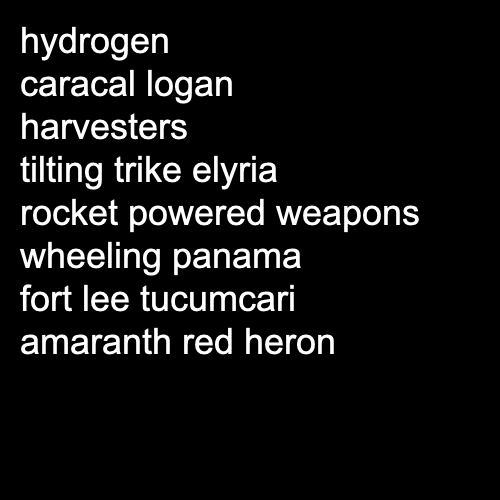 hydrogen
caracal logan
harvesters
tilting trike elyria
rocket powered weapons
wheeling panama
fort lee tucumcari
amaranth red heron